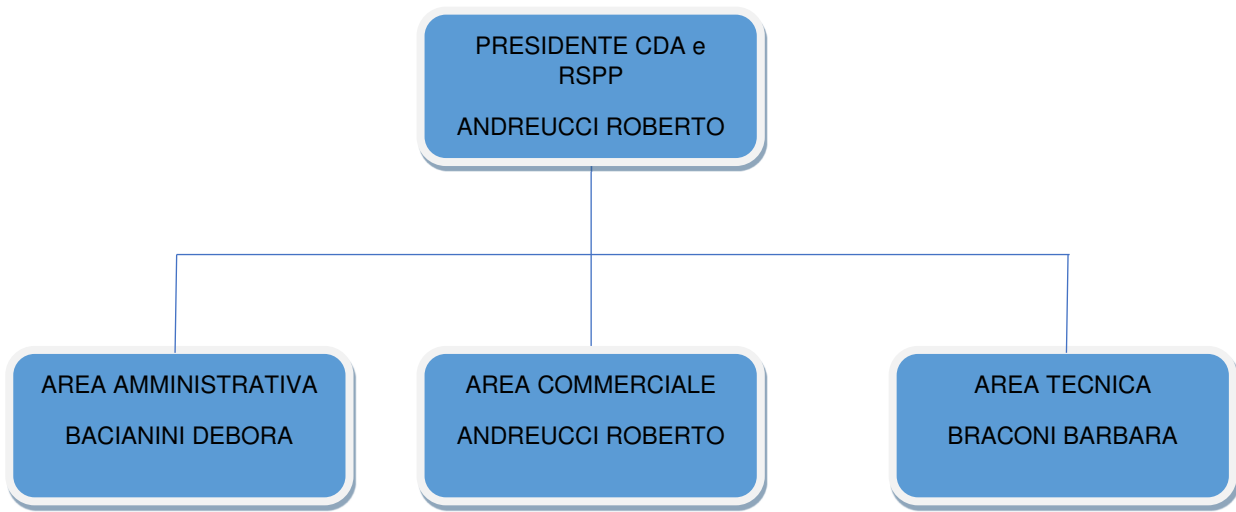 PRESIDENTE CDA e
RSPP
ANDREUCCI ROBERTO
AREA AMMINISTRATIVA
BACIANINI DEBORA
AREA COMMERCIALE
ANDREUCCI ROBERTO
AREA TECNICA
BRACONI BARBARA